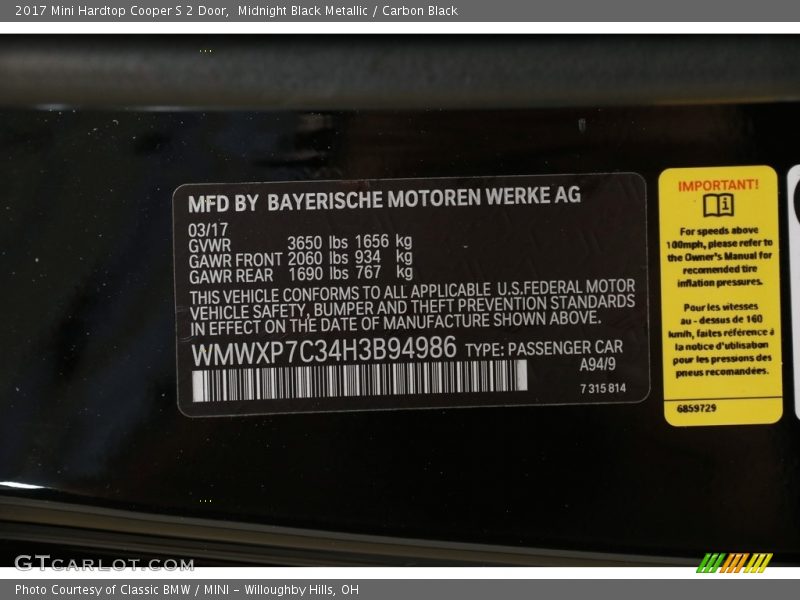 2017 Mini Hardtop Cooper S 2 Door,  Midnight Black Metallic / Carbon Black
MFD BY BAYERISCHE MOTOREN WERKE AG
03/17
GVWR 3650 lbs 1656 kg
GAWR FRONT 2060 lbs 934 kg
GAWR REAR 1690 lbs 767 kg
THIS VEHICLE CONFORMS TO ALL APPLICABLE U.S.FEDERAL MOTOR
VEHICLE SAFETY, BUMPER AND THEFT PREVENTION STANDARDS
IN EFFECT ON THE DATE OF MANUFACTURE SHOWN ABOVE.
WMWXP7C34H3B94986 TYPE: PASSENGER CAR
A94/9
7 315 814
IMPORTANT!
For speeds above
100mph, please refer to
the Owner's Manual for
recomended tire
inflation pressures.
Pour les vitesses
au - dessus de 160
km/h, faites référence à
la notice d'utilisation
pour les pressions des
pneus recomandées.
6859729
GTCARLOT.COM
Photo Courtesy of Classic BMW / MINI - Willoughby Hills, OH